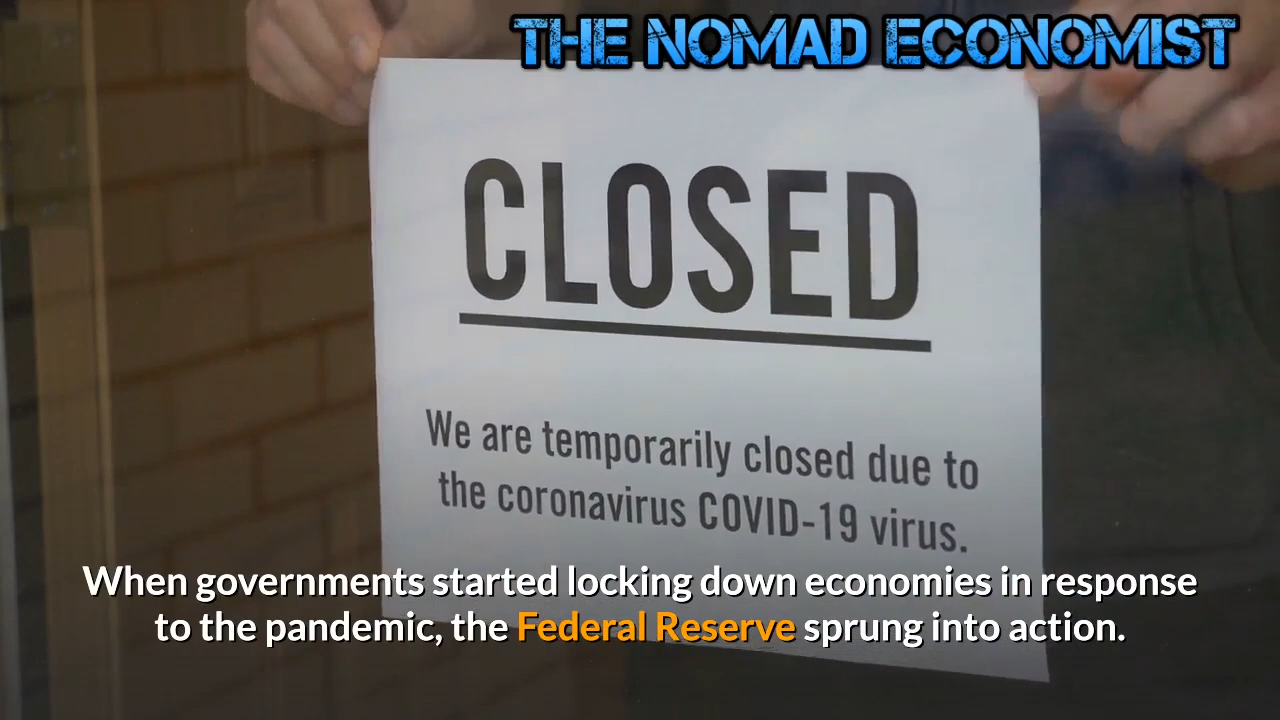 THE NOMAD ECONOMIST
CLOSED
We are temporarily closed due to
the coronavirus COVID-19 virus.
When governments started locking down economies in response
to the pandemic, the Federal Reserve sprung into action.